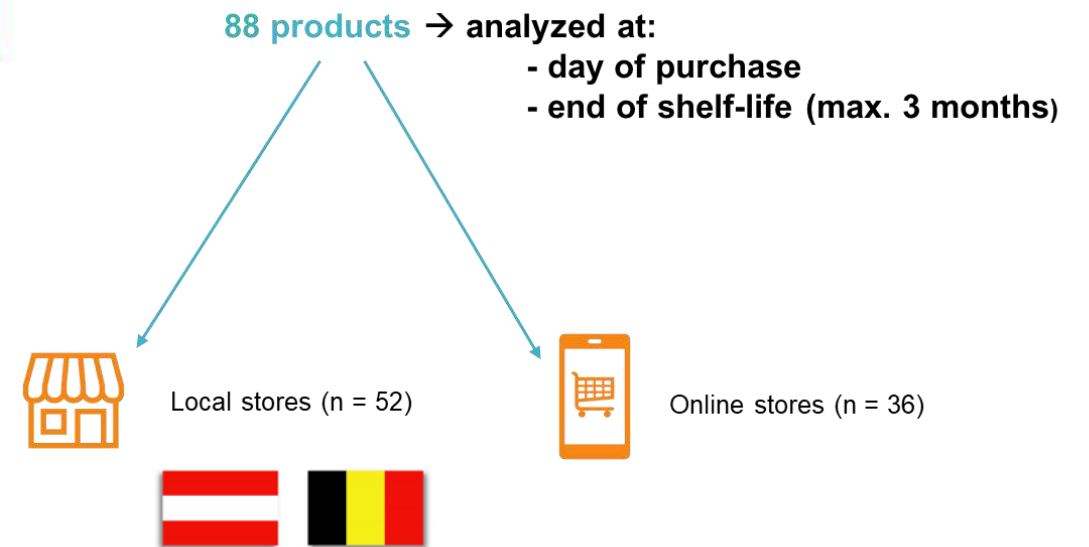 88 products → analyzed at:
- day of purchase
- end of shelf-life (max. 3 months)
Local stores (n = 52)
Online stores (n = 36)